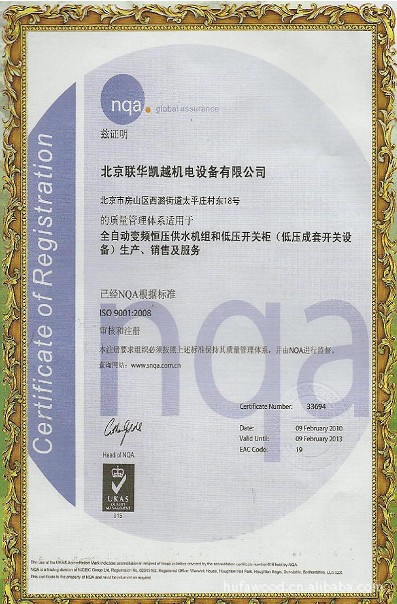 nqa.
global assurance
兹证明
北京联华凯越机电设备有限公司
北京市房山区西潞街道太平庄村东18号
的质量管理体系适用于
全自动变频恒压供水机组和低压开关柜（低压成套开关设
备）生产、销售及服务
已经NQA根据标准
ISO 9001:2008
审核和注册
本注册要求组织必须按照上述标准保持其质量管理体系，并由NQA进行监督。
查询网站：www.snqa.com.cn
Certificate of Registration
nqa
Certificate Number: 33694
Date: 09 February 2010
Valid Until: 09 February 2013
EAC Code: 19
Head of NQA
UKAS
QUALITY
MANAGEMENT
015
hufawood.cn.alibaba.com